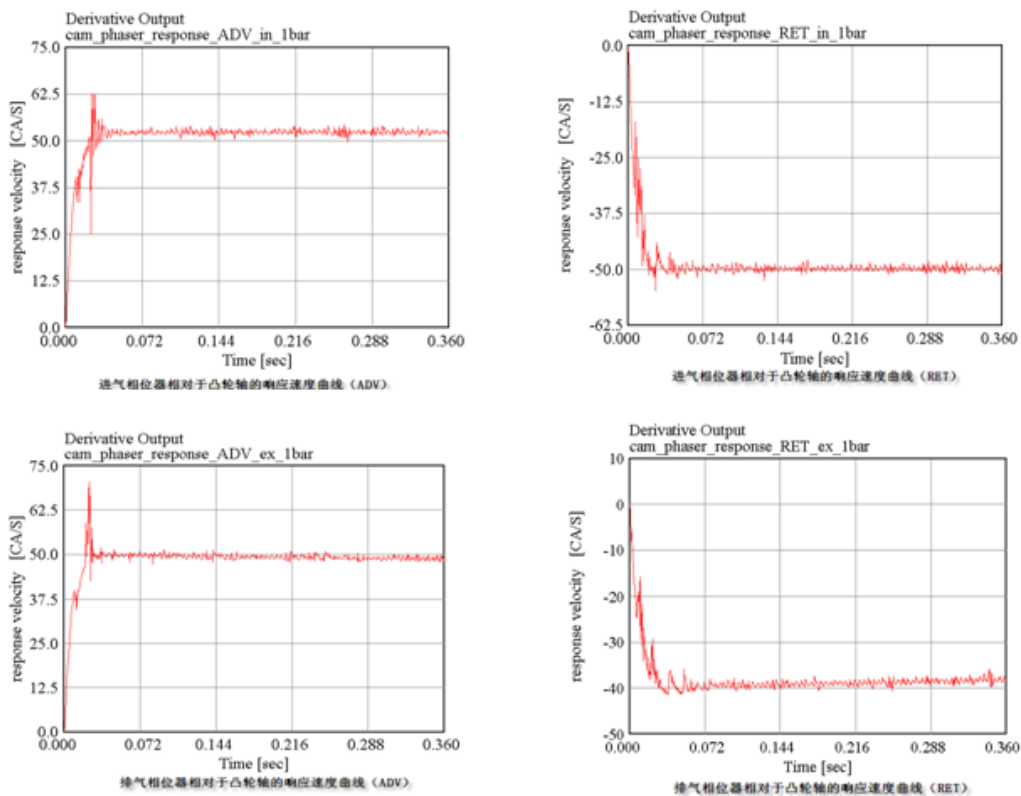 Derivative Output
cam_phaser_response_ADV_in_1bar
75.0
62.5
50.0
37.5
25.0
12.5
0.0
response velocity [CA/S]
0.000 0.072 0.144 0.216 0.288 0.360
Time [sec]
进气相位器相对于凸轮轴的响应速度曲线（ADV）
Derivative Output
cam_phaser_response_RET_in_1bar
0.0
-12.5
-25.0
-37.5
-50.0
-62.5
response velocity [CA/S]
0.000 0.072 0.144 0.216 0.288 0.360
Time [sec]
进气相位器相对于凸轮轴的响应速度曲线（RET）
Derivative Output
cam_phaser_response_ADV_ex_1bar
75.0
62.5
50.0
37.5
25.0
12.5
0.0
response velocity [CA/S]
0.000 0.072 0.144 0.216 0.288 0.360
Time [sec]
排气相位器相对于凸轮轴的响应速度曲线（ADV）
Derivative Output
cam_phaser_response_RET_ex_1bar
10
0
-10
-20
-30
-40
-50
response velocity [CA/S]
0.000 0.072 0.144 0.216 0.288 0.360
Time [sec]
排气相位器相对于凸轮轴的响应速度曲线（RET）